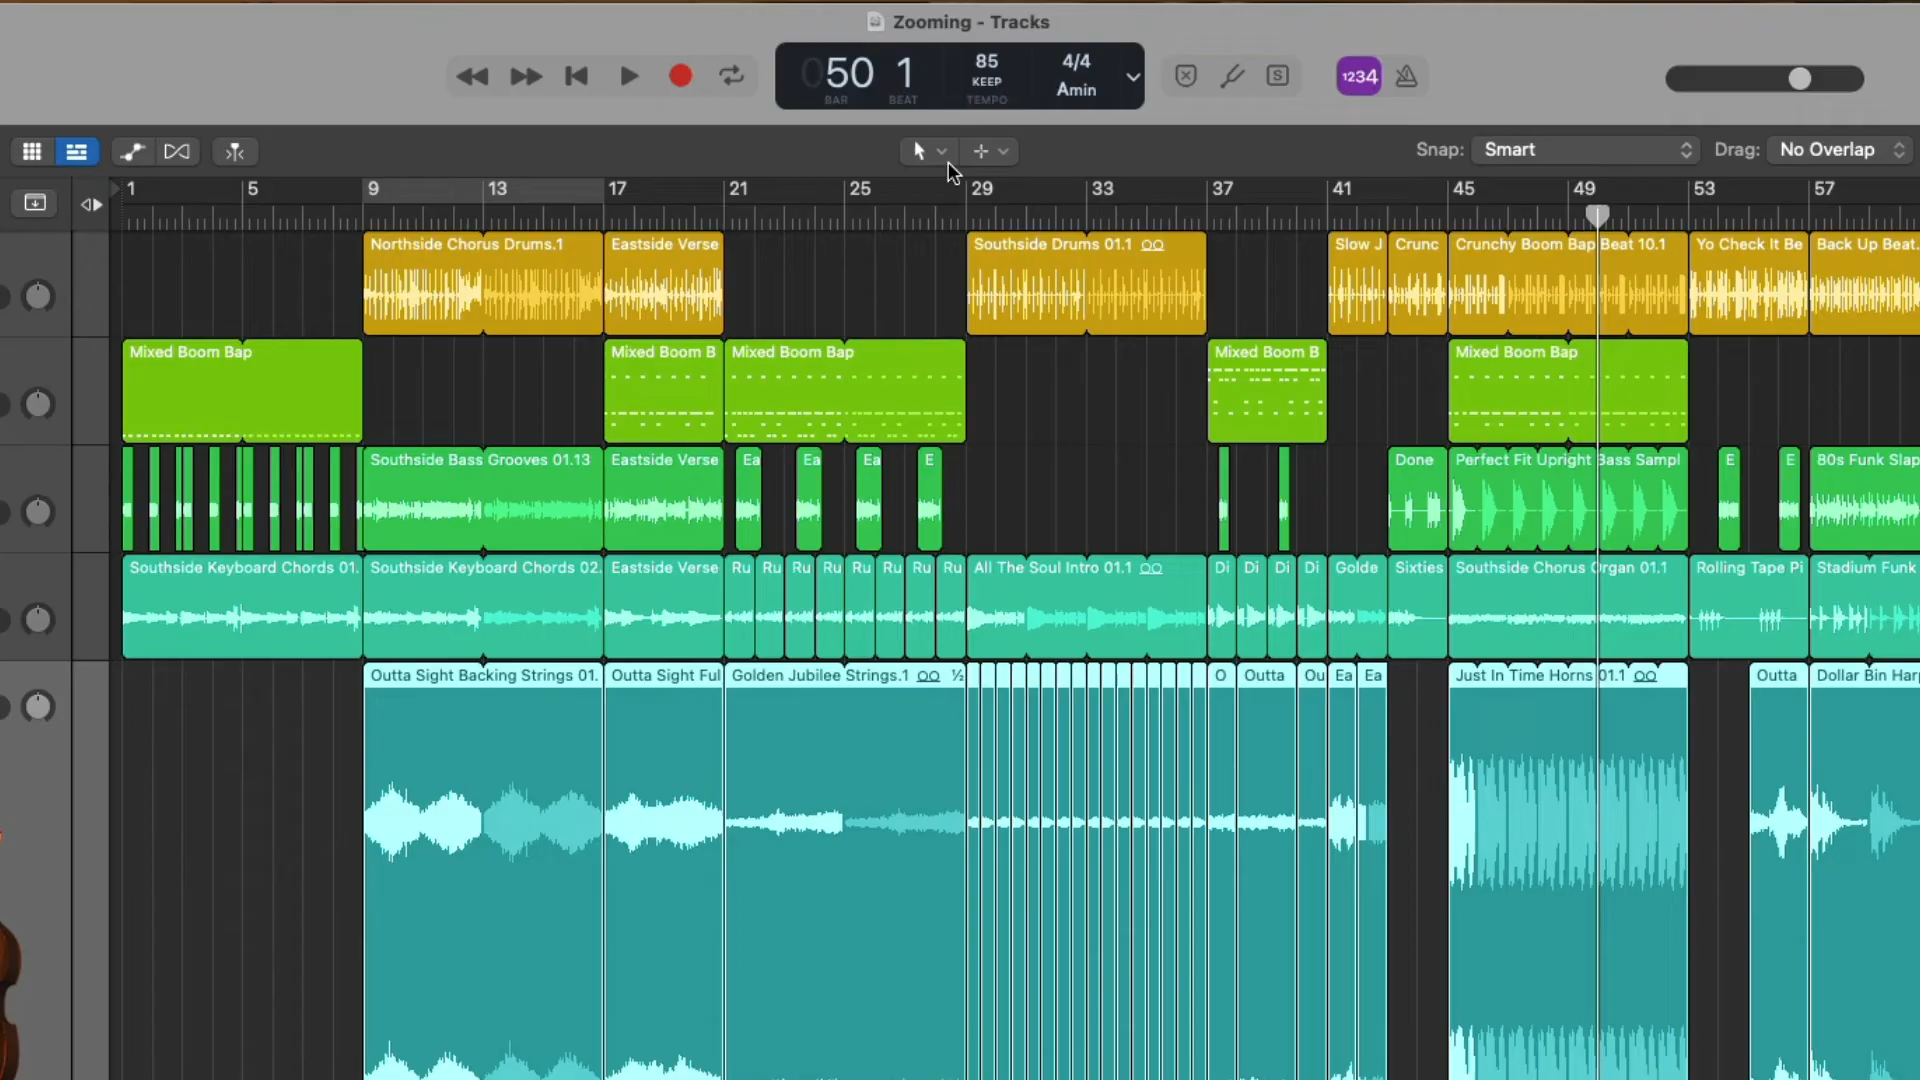 Zooming - Tracks
050 1
BAR BEAT
85
KEEP
TEMPO
4/4
Amin
S
1234
Snap: Smart
Drag: No Overlap
1 5 9 13 17 21 25 29 33 37 41 45 49 53 57
Northside Chorus Drums.1
Eastside Verse
Southside Drums 01.1
Slow J
Crunc
Crunchy Boom Bap Beat 10.1
Yo Check It Be
Back Up Beat.
Mixed Boom Bap
Mixed Boom B
Mixed Boom Bap
Mixed Boom B
Mixed Boom Bap
Southside Bass Grooves 01.13
Eastside Verse
Ea
Ea
Ea
E
Done
Perfect Fit Upright Bass Sampl
E
E
80s Funk Slap
Southside Keyboard Chords 01.
Southside Keyboard Chords 02.
Eastside Verse
Ru
Ru
Ru
Ru
Ru
Ru
Ru
Ru
All The Soul Intro 01.1
Di
Di
Di
Di
Golde
Sixties
Southside Chorus Organ 01.1
Rolling Tape Pi
Stadium Funk
Outta Sight Backing Strings 01.
Outta Sight Ful
Golden Jubilee Strings.1 ½
O
Outta
Ou
Ea
Ea
Just In Time Horns 01.1
Outta
Dollar Bin Harp